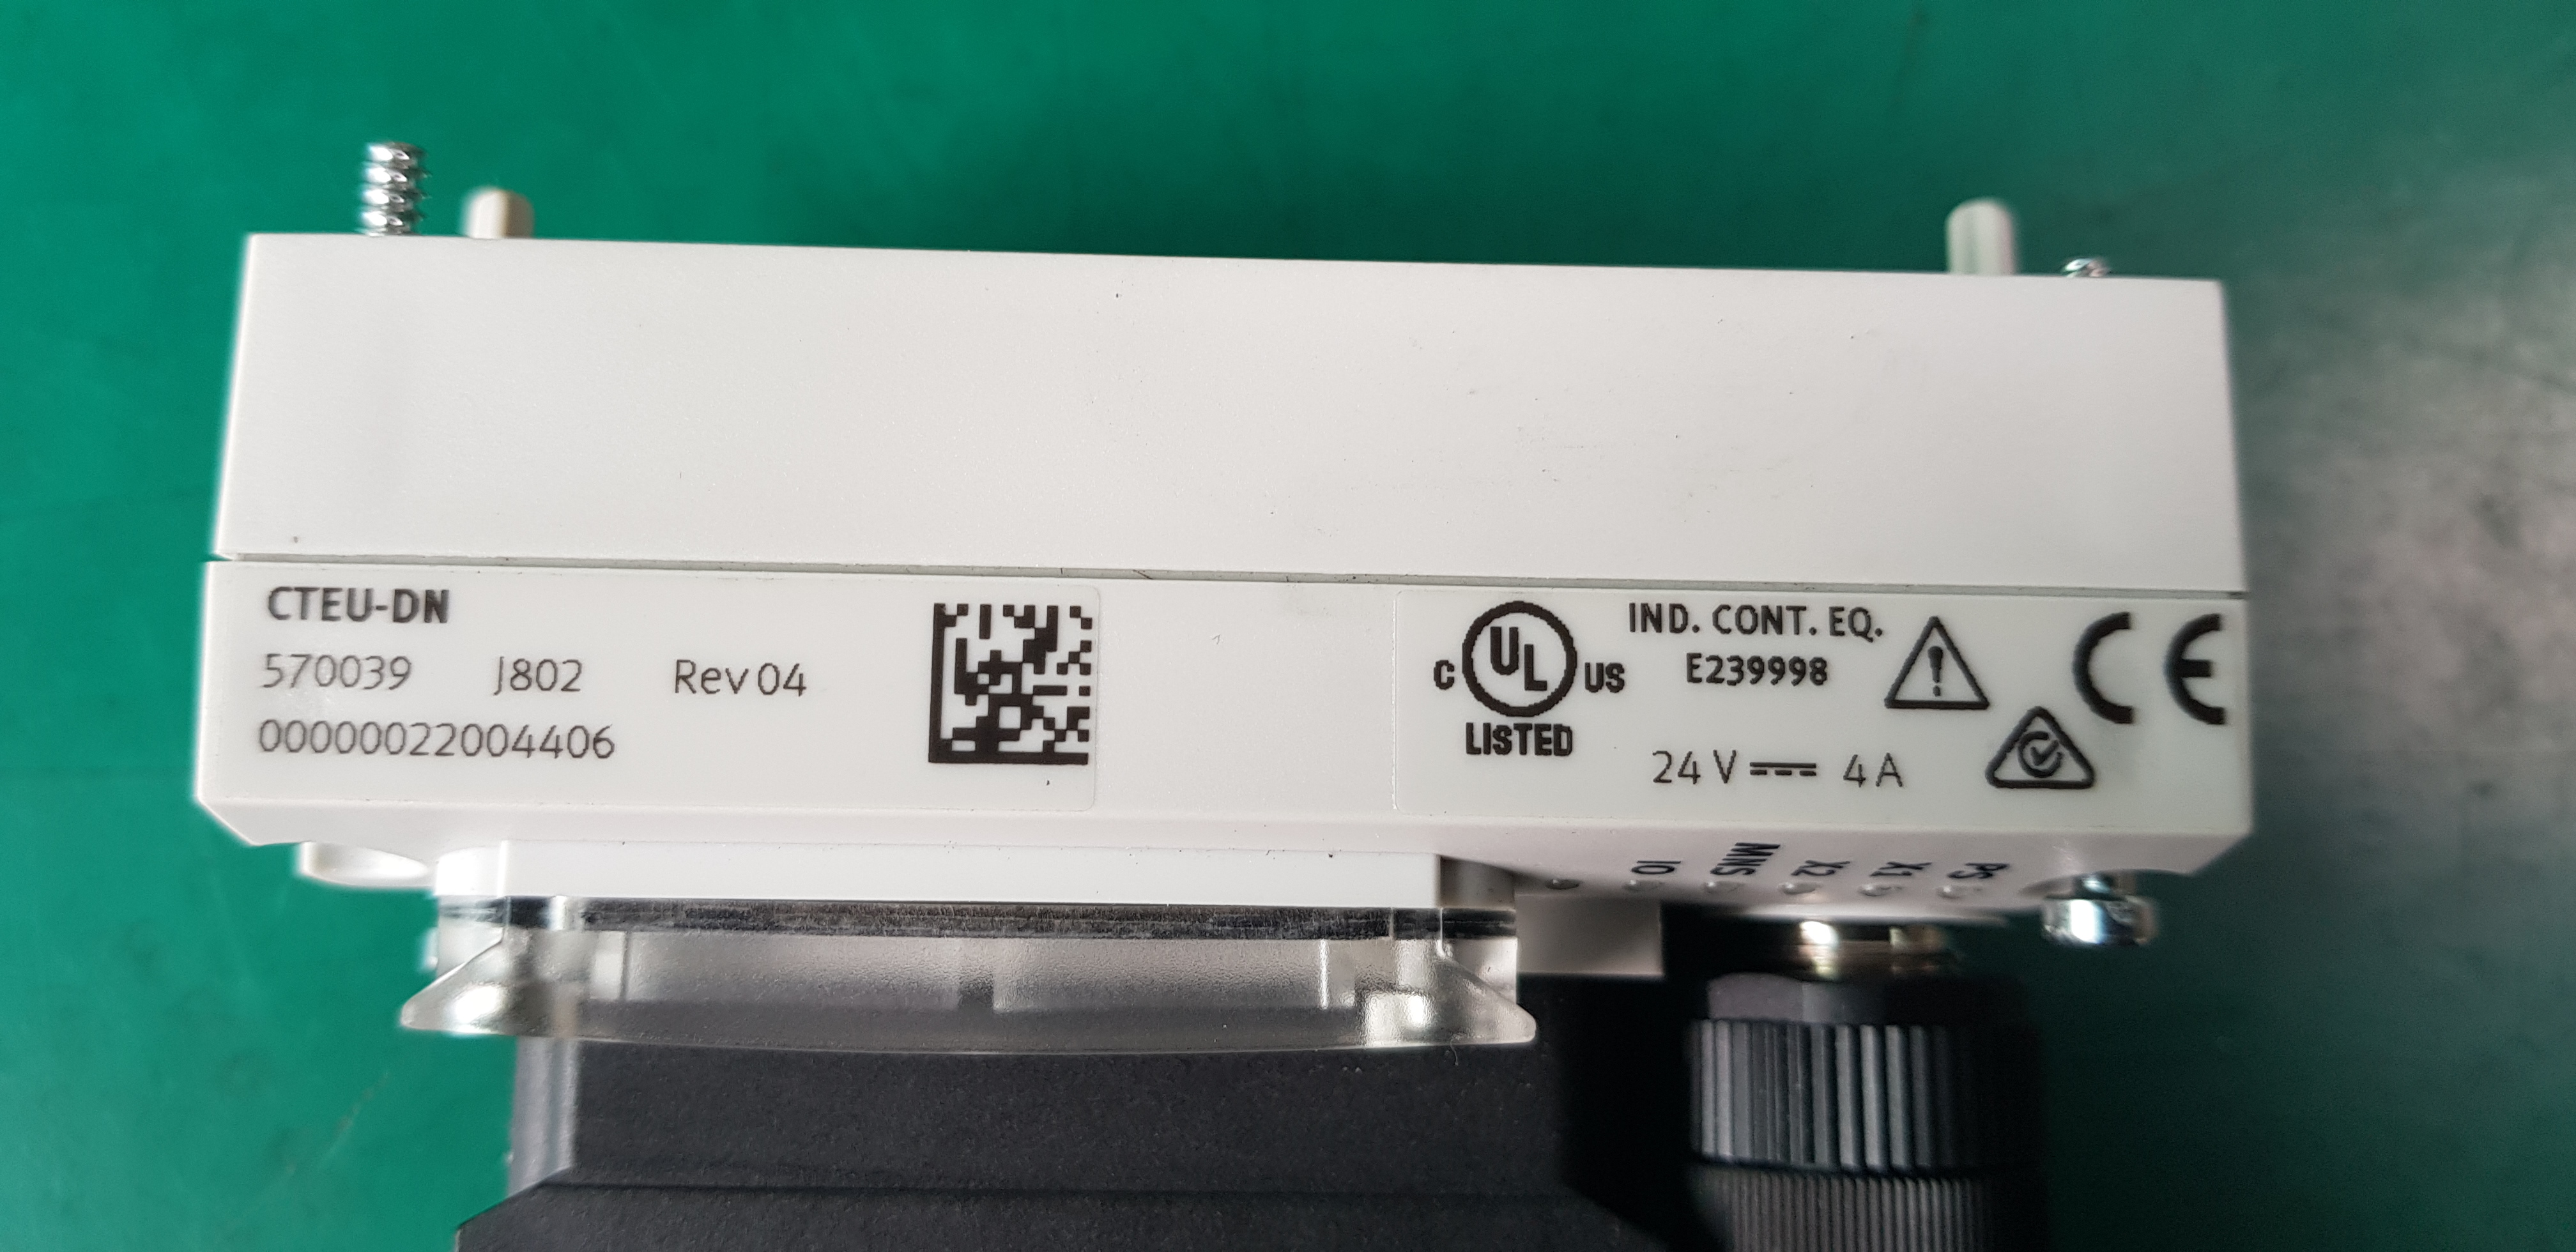 CTEU-DN
570039 J802 Rev 04
00000022004406
C UL US
LISTED
IND. CONT. EQ.
E239998
24 V ⎓ 4 A
CE
IO MNS X2 X1 PS